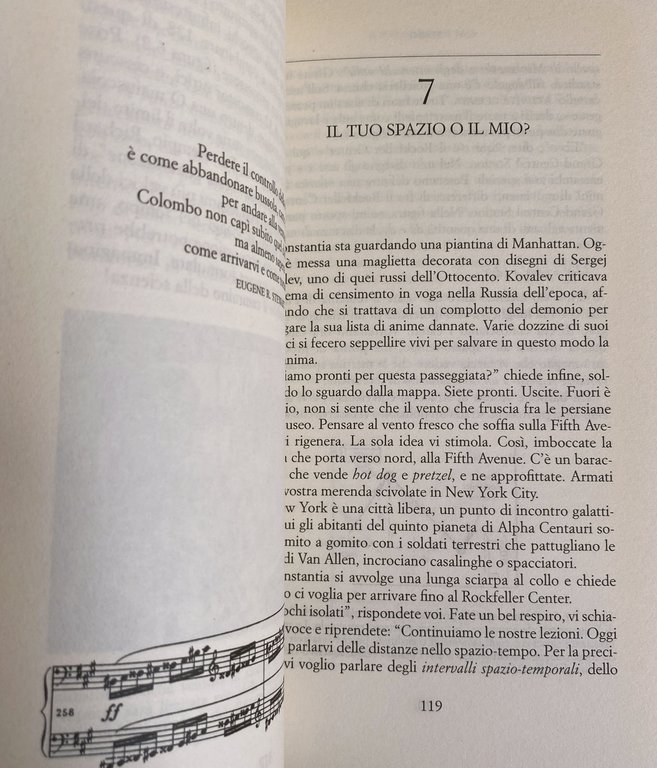 Perdere il controllo
è come abbandonare bussola
per andare alla
Colombo non capì subito
ma almeno
come arrivarvi e come
EUGENE R.
258
ff
7
IL TUO SPAZIO O IL MIO?
onstantia sta guardando una piantina di Manhattan. Og-
è messa una maglietta decorata con disegni di Sergej
lev, uno di quei russi dell'Ottocento. Kovalev criticava
ema di censimento in voga nella Russia dell'epoca, af-
ando che si trattava di un complotto del demonio per
gare la sua lista di anime dannate. Varie dozzine di suoi
ci si fecero seppellire vivi per salvare in questo modo la
nima.
iamo pronti per questa passeggiata?" chiede infine, sol-
do lo sguardo dalla mappa. Siete pronti. Uscite. Fuori è
io, non si sente che il vento che fruscia fra le persiane
useo. Pensare al vento fresco che soffia sulla Fifth Ave-
i rigenera. La sola idea vi stimola. Così, imboccate la
a che porta verso nord, alla Fifth Avenue. C'è un barac-
che vende hot dog e pretzel, e ne approfittate. Armati
vostra merenda scivolate in New York City.
ew York è una città libera, un punto di incontro galatti-
ui gli abitanti del quinto pianeta di Alpha Centauri so-
mito a gomito con i soldati terrestri che pattugliano le
di Van Allen, incrociano casalinghe o spacciatori.
onstantia si avvolge una lunga sciarpa al collo e chiede
o ci voglia per arrivare fino al Rockfeller Center.
ochi isolati", rispondete voi. Fate un bel respiro, vi schia-
voce e riprendete: "Continuiamo le nostre lezioni. Oggi
parlarvi delle distanze nello spazio-tempo. Per la preci-
vi voglio parlare degli intervalli spazio-temporali, dello
119